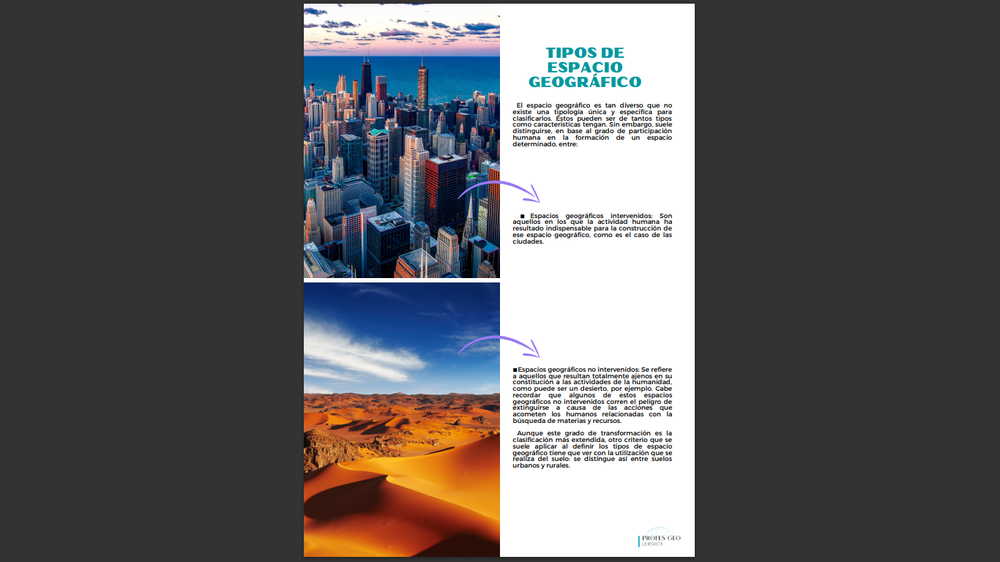 TIPOS DE
ESPACIO
GEOGRÁFICO
El espacio geográfico es tan diverso que no
existe una tipología única y específica para
clasificarlos. Éstos pueden ser de tantos tipos
como características tengan. Sin embargo, suele
distinguirse, en base al grado de participación
humana en la formación de un espacio
determinado, entre:
■ Espacios geográficos intervenidos: Son
aquellos en los que la actividad humana ha
resultado indispensable para la construcción de
ese espacio geográfico, como es el caso de las
ciudades.
■Espacios geográficos no intervenidos: Se refiere
a aquellos que resultan totalmente ajenos en su
constitución a las actividades de la humanidad,
como puede ser un desierto, por ejemplo. Cabe
recordar que algunos de estos espacios
geográficos no intervenidos corren el peligro de
extinguirse a causa de las acciones que
acometen los humanos relacionadas con la
búsqueda de materias y recursos.
Aunque este grado de transformación es la
clasificación más extendida, otro criterio que se
suele aplicar al definir los tipos de espacio
geográfico tiene que ver con la utilización que se
realiza del suelo: se distingue así entre suelos
urbanos y rurales.
PROFES GEO
LA REVISTA